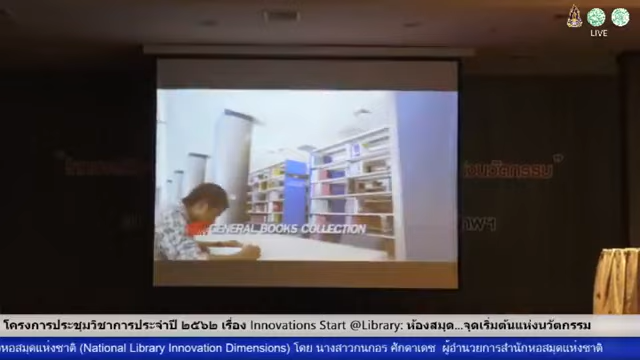 LIVE
GENERAL BOOKS COLLECTION
โครงการประชุมวิชาการประจำปี ๒๕๖๒ เรื่อง Innovations Start @Library: ห้องสมุด...จุดเริ่มต้นแห่งนวัตกรรม
หอสมุดแห่งชาติ (National Library Innovation Dimensions) โดย นางสาวกนกอร ศักดาเดช ผู้อำนวยการสำนักหอสมุดแห่งชาติ